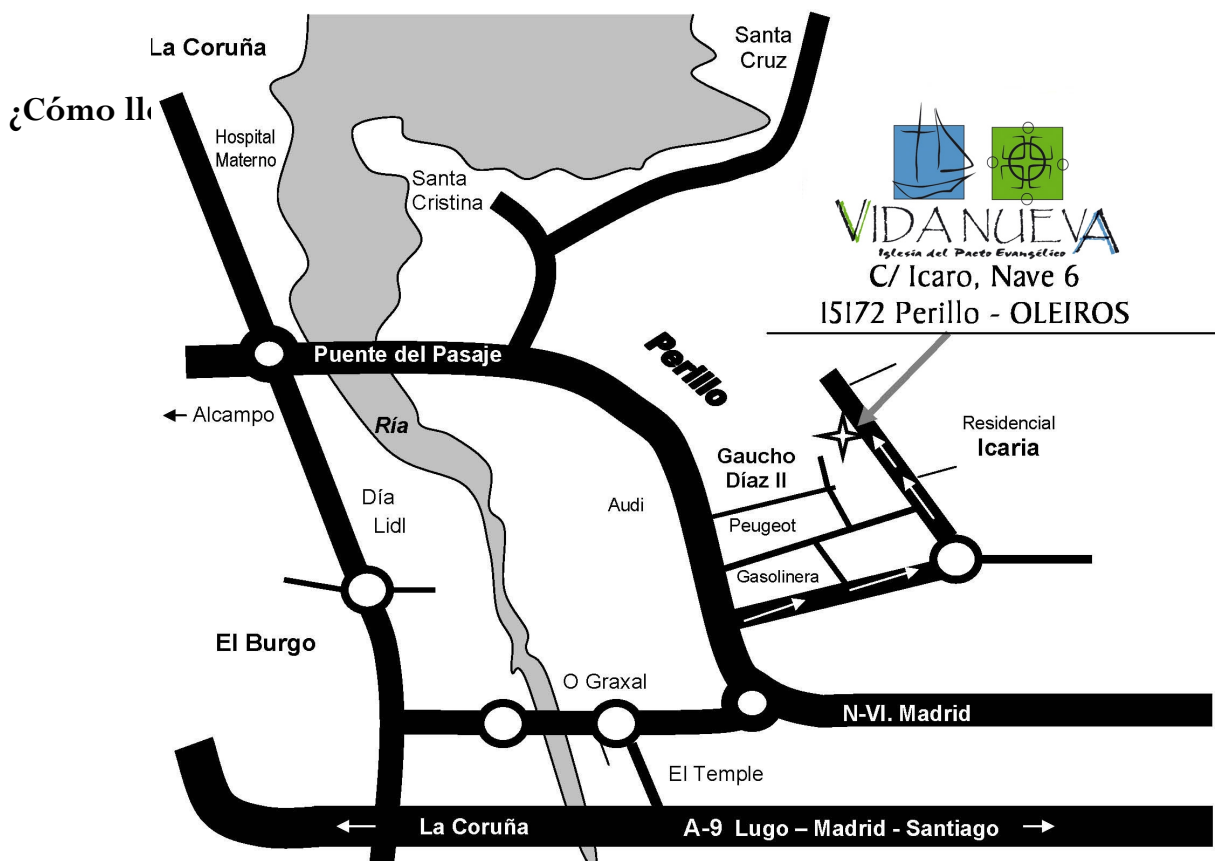 La Coruña
Santa
Cruz
¿Cómo ll
Hospital
Materno
Santa
Cristina
VIDA NUEVA
Iglesia del Pacto Evangélico
C/ Icaro, Nave 6
15172 Perillo - OLEIROS
Puente del Pasaje
Perillo
← Alcampo
Ría
Residencial
Icaria
Gaucho
Díaz II
Día
Lidl
Audi
Peugeot
Gasolinera
El Burgo
O Graxal
N-VI. Madrid
El Temple
← La Coruña
A-9 Lugo – Madrid - Santiago →